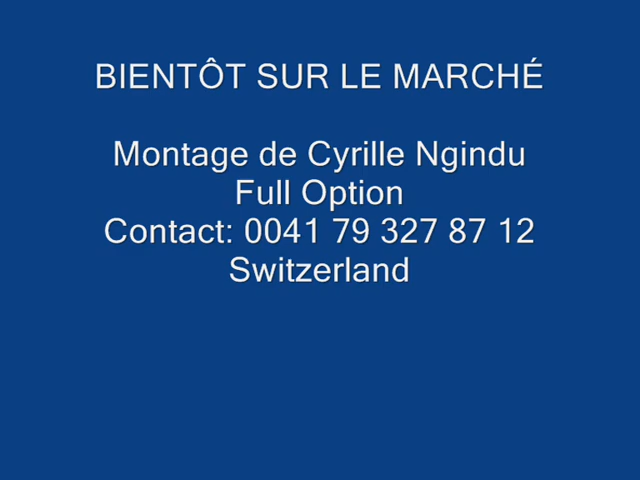 BIENTÔT SUR LE MARCHÉ
Montage de Cyrille Ngindu
Full Option
Contact: 0041 79 327 87 12
Switzerland